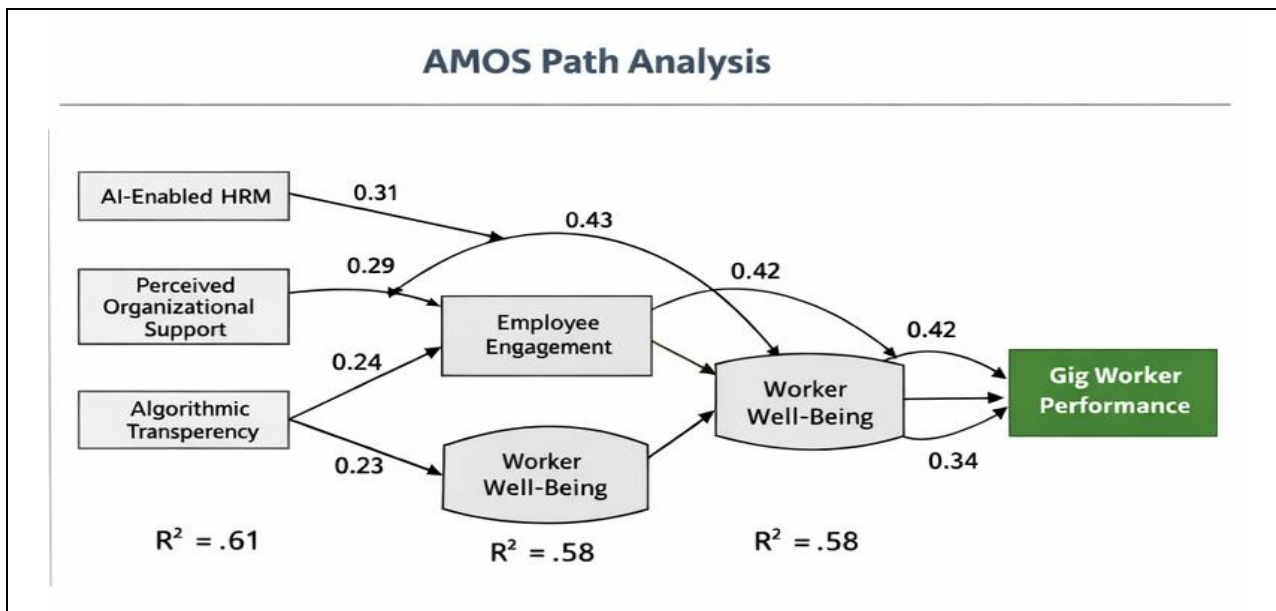 AMOS Path Analysis
AI-Enabled HRM
0.31
0.43
Perceived
Organizational
Support
0.29
0.42
Employee
Engagement
0.42
Gig Worker
Performance
0.24
Worker
Well-Being
Algorithmic
Transperency
0.23
Worker
Well-Being
0.34
R² = .61
R² = .58
R² = .58